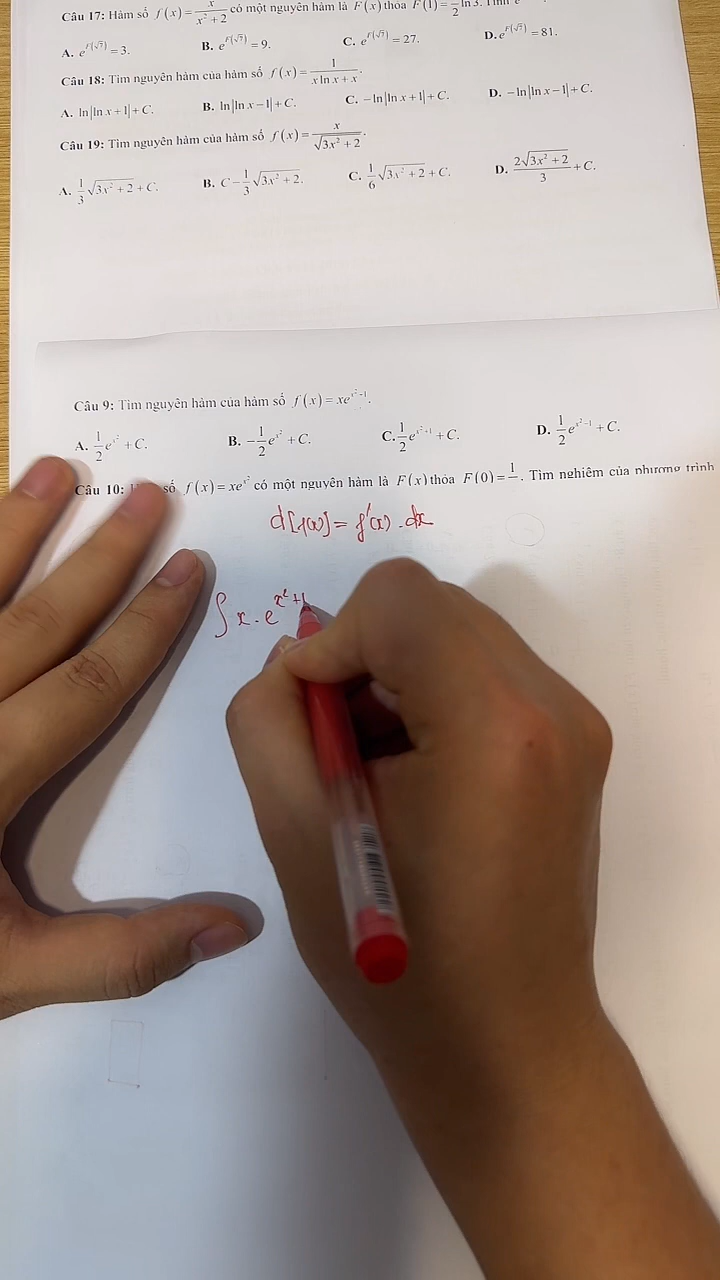 Câu 17: Hàm số f(x) = x/(x² + 2) có một nguyên hàm là F(x) thỏa F(1) = 1/2 ln 3. Tính e
A. e^{F(√7)} = 3. B. e^{F(√7)} = 9. C. e^{F(√7)} = 27. D. e^{F(√7)} = 81.
Câu 18: Tìm nguyên hàm của hàm số f(x) = 1/(x ln x + x).
A. ln|ln x + 1| + C. B. ln|ln x − 1| + C. C. −ln|ln x + 1| + C. D. −ln|ln x − 1| + C.
Câu 19: Tìm nguyên hàm của hàm số f(x) = x/√(3x² + 2).
A. 1/3 √(3x² + 2) + C. B. C − 1/3 √(3x² + 2). C. 1/6 √(3x² + 2) + C. D. 2√(3x² + 2)/3 + C.
Câu 9: Tìm nguyên hàm của hàm số f(x) = xe^{x²−1}.
A. 1/2 e^{x²} + C. B. −1/2 e^{x²} + C. C. 1/2 e^{x²+1} + C. D. 1/2 e^{x²−1} + C.
Câu 10: số f(x) = xe^{x²} có một nguyên hàm là F(x) thỏa F(0) = 1/ . Tìm nghiệm của phương trình
d[f(x)] = f'(x) . dx
∫ x . e^{x²+1}